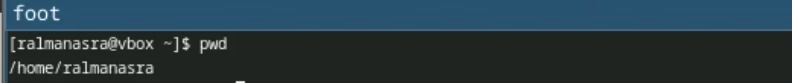 foot
[ralmanasra@vbox ~]$ pwd
/home/ralmanasra